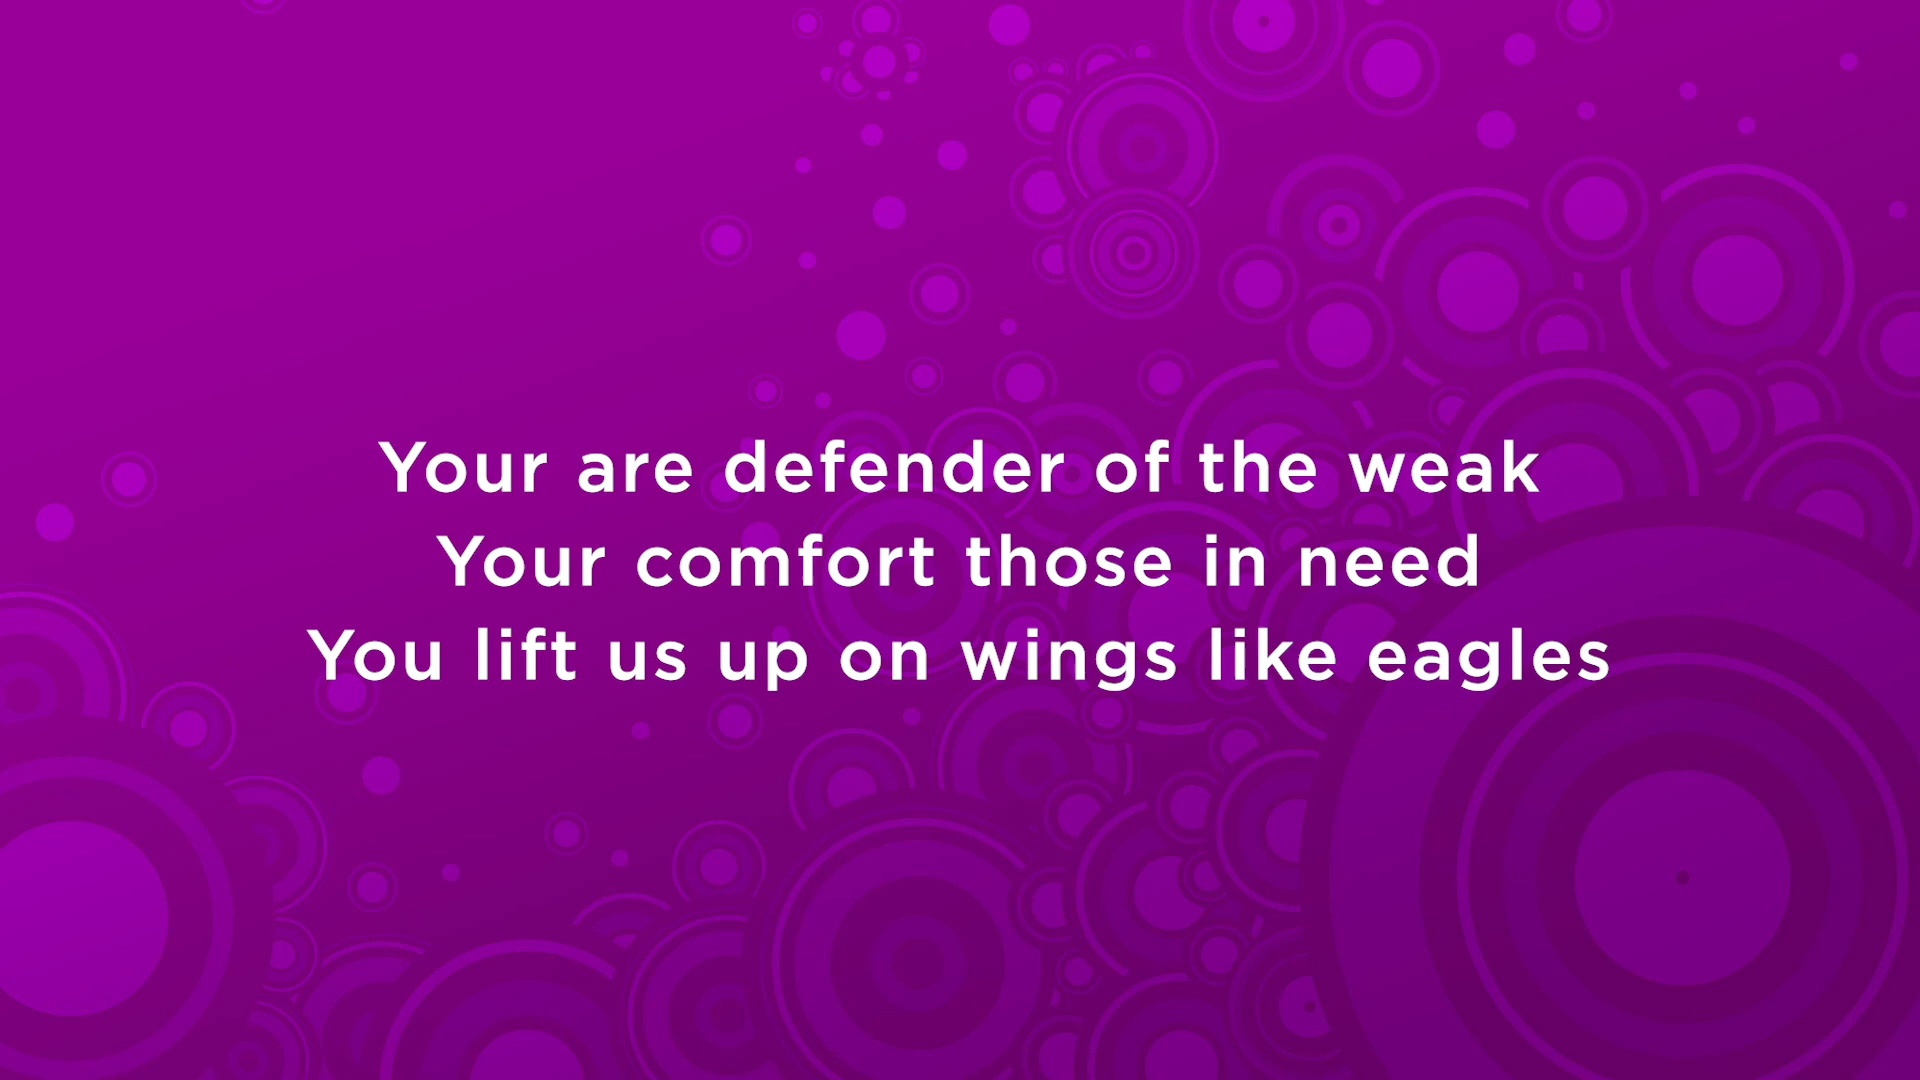 Your are defender of the weak
Your comfort those in need
You lift us up on wings like eagles